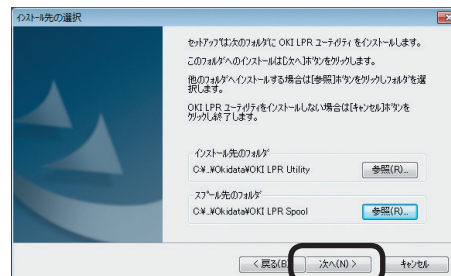 インストール先の選択
セットアップは次のフォルダに OKI LPR ユーティリティ をインストールします。
このフォルダへのインストールは[次へ]ボタンをクリックします。
他のフォルダへインストールする場合は[参照]ボタンをクリックしフォルダを選
択します。
OKI LPR ユーティリティをインストールしない場合は[キャンセル]ボタンを
クリックし終了します。
インストール先のフォルダ
C:¥...¥Okidata¥OKI LPR Utility
参照(R)...
スプール先のフォルダ
C:¥...¥Okidata¥OKI LPR Spool
参照(R)...
< 戻る(B)
次へ(N) >
キャンセル